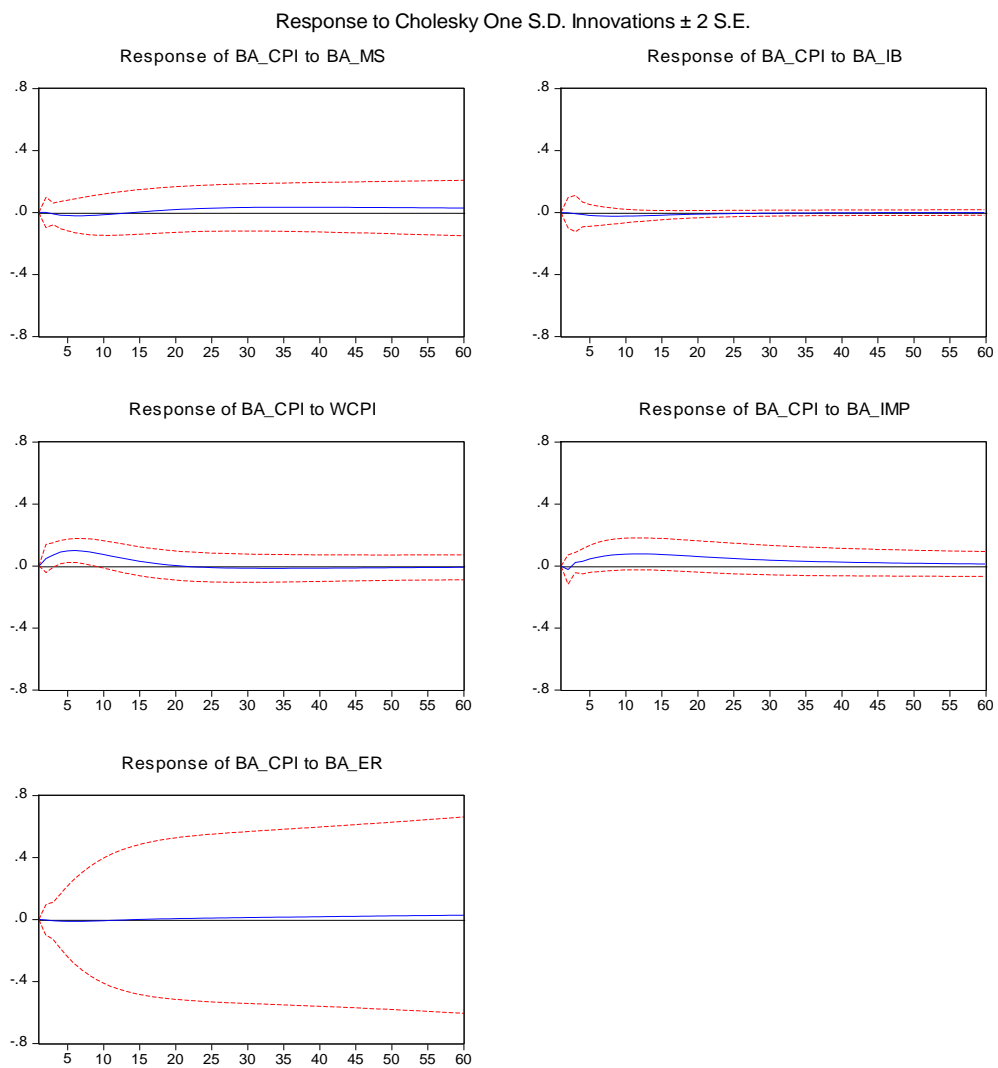 Response to Cholesky One S.D. Innovations ± 2 S.E.
Response of BA_CPI to BA_MS
.8
.4
.0
-.4
-.8
5 10 15 20 25 30 35 40 45 50 55 60
Response of BA_CPI to BA_IB
.8
.4
.0
-.4
-.8
5 10 15 20 25 30 35 40 45 50 55 60
Response of BA_CPI to WCPI
.8
.4
.0
-.4
-.8
5 10 15 20 25 30 35 40 45 50 55 60
Response of BA_CPI to BA_IMP
.8
.4
.0
-.4
-.8
5 10 15 20 25 30 35 40 45 50 55 60
Response of BA_CPI to BA_ER
.8
.4
.0
-.4
-.8
5 10 15 20 25 30 35 40 45 50 55 60